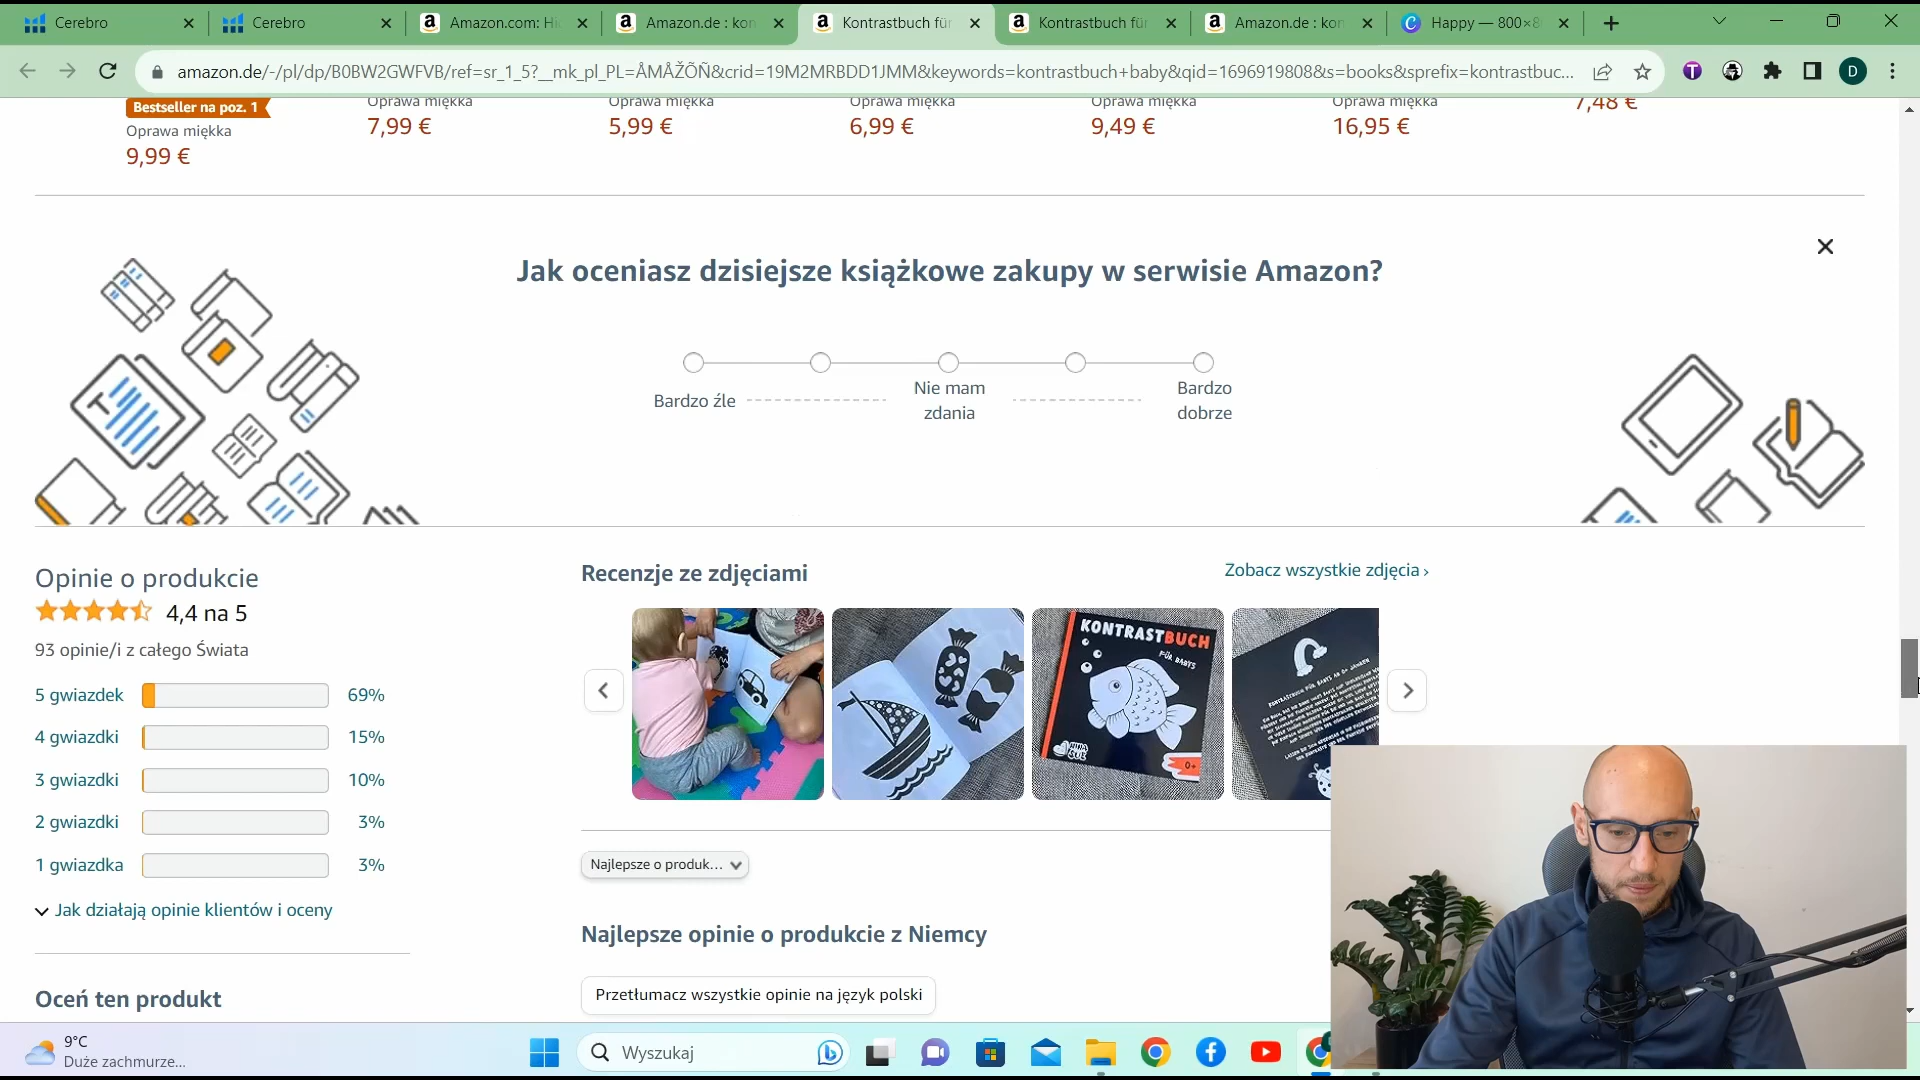 Cerebro
Cerebro
Amazon.com: Hi
Amazon.de : kon
Kontrastbuch für
Kontrastbuch für
Amazon.de : kon
Happy — 800×8
amazon.de/-/pl/dp/B0BW2GWFVB/ref=sr_1_5?__mk_pl_PL=ÅMÅŽÕÑ&crid=19M2MRBDD1JMM&keywords=kontrastbuch+baby&qid=1696919808&s=books&sprefix=kontrastbuc...
D
Bestseller na poz. 1
Oprawa miękka
9,99 €
Oprawa miękka
7,99 €
Oprawa miękka
5,99 €
Oprawa miękka
6,99 €
Oprawa miękka
9,49 €
Oprawa miękka
16,95 €
7,48 €
Jak oceniasz dzisiejsze książkowe zakupy w serwisie Amazon?
Bardzo źle
Nie mam
zdania
Bardzo
dobrze
Opinie o produkcie
4,4 na 5
93 opinie/i z całego Świata
5 gwiazdek 69%
4 gwiazdki 15%
3 gwiazdki 10%
2 gwiazdki 3%
1 gwiazdka 3%
Jak działają opinie klientów i oceny
Oceń ten produkt
Recenzje ze zdjęciami
Zobacz wszystkie zdjęcia ›
KONTRASTBUCH
FÜR BABYS
0+
Najlepsze o produk...
Najlepsze opinie o produkcie z Niemcy
Przetłumacz wszystkie opinie na język polski
9°C
Duże zachmurze...
Wyszukaj